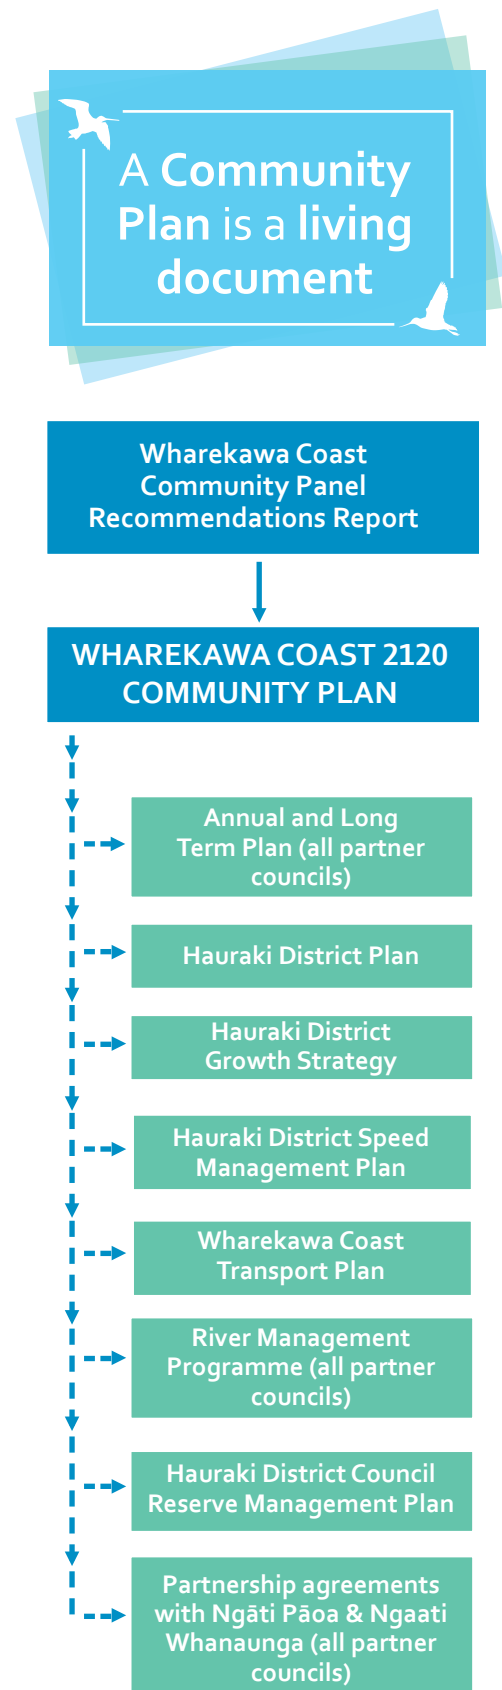 A Community
Plan is a living
document
Wharekawa Coast
Community Panel
Recommendations Report
WHAREKAWA COAST 2120
COMMUNITY PLAN
Annual and Long
Term Plan (all partner
councils)
Hauraki District Plan
Hauraki District
Growth Strategy
Hauraki District Speed
Management Plan
Wharekawa Coast
Transport Plan
River Management
Programme (all partner
councils)
Hauraki District Council
Reserve Management Plan
Partnership agreements
with Ngāti Pāoa & Ngaati
Whanaunga (all partner
councils)